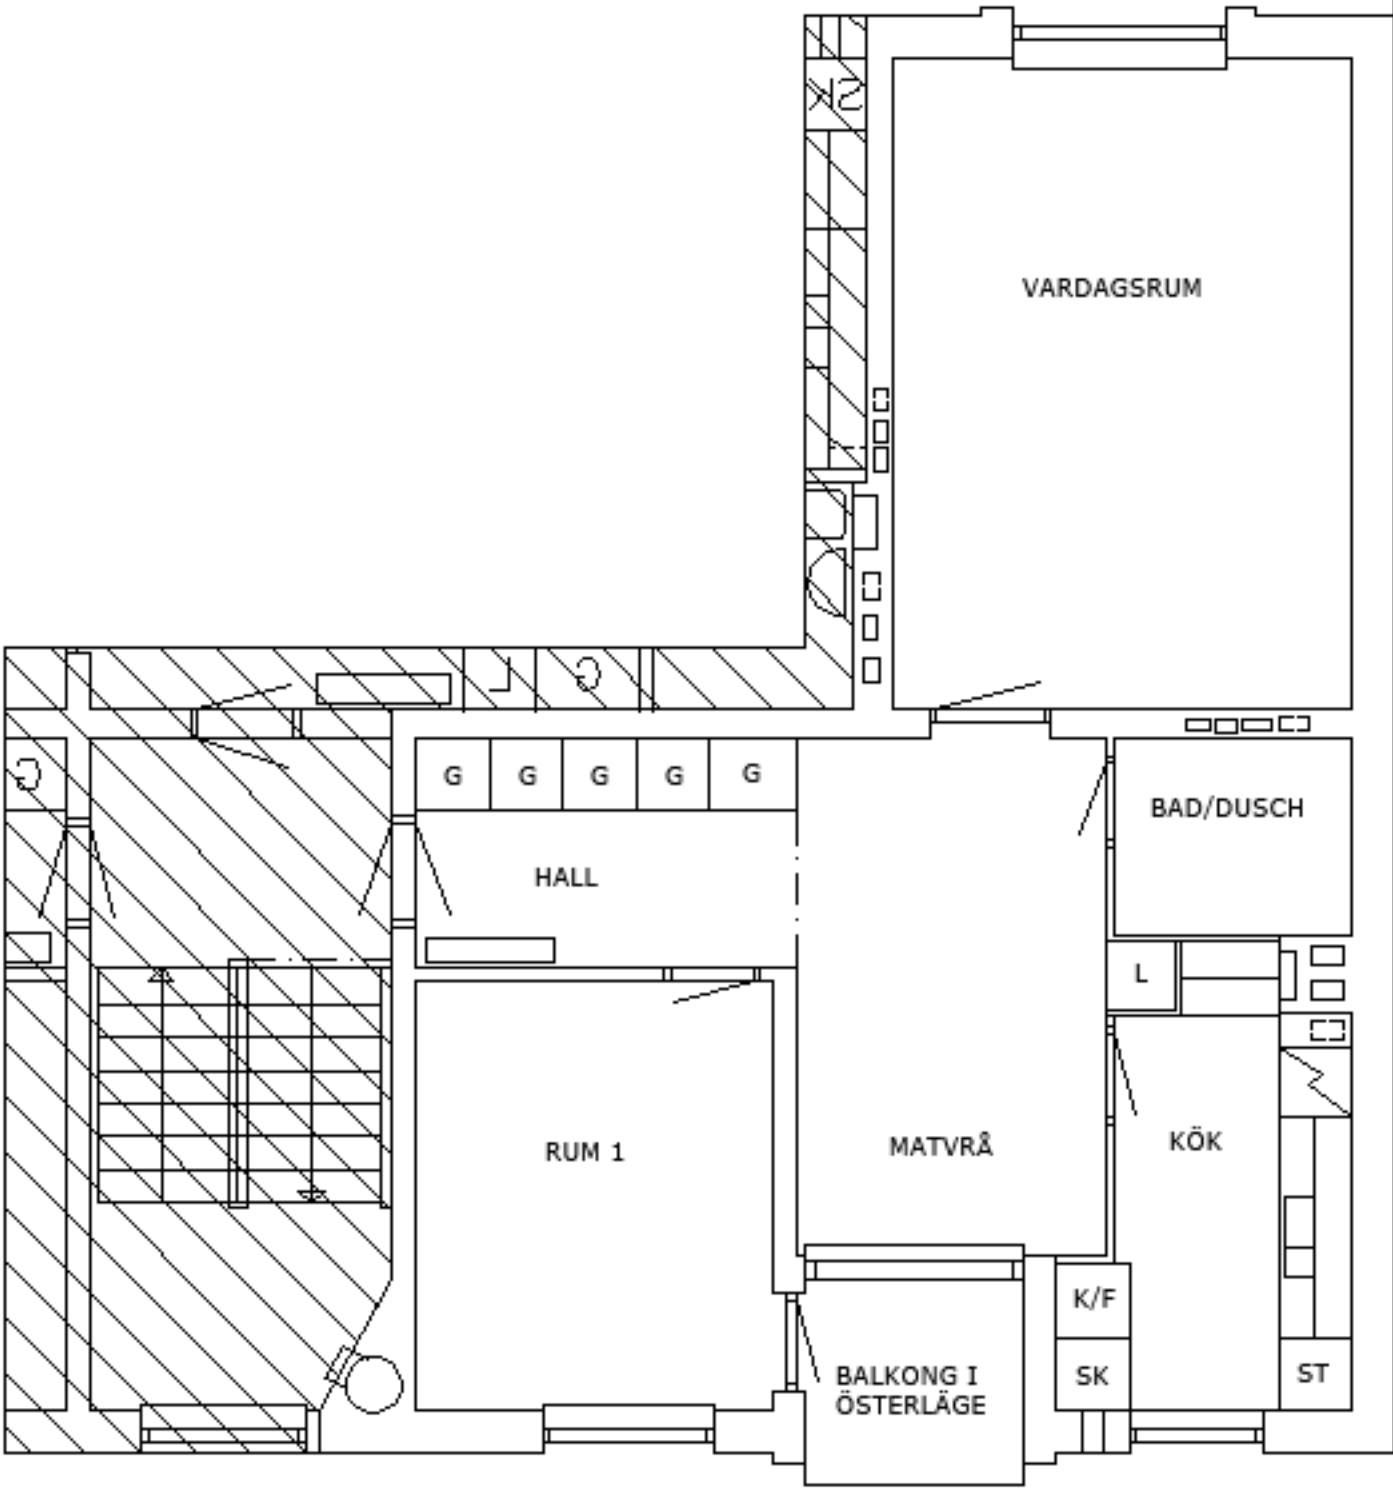 SK
VARDAGSRUM
L
G
G
G
G
G
G
G
BAD/DUSCH
HALL
L
RUM 1
MATVRÅ
KÖK
K/F
BALKONG I
ÖSTERLÄGE
SK
ST